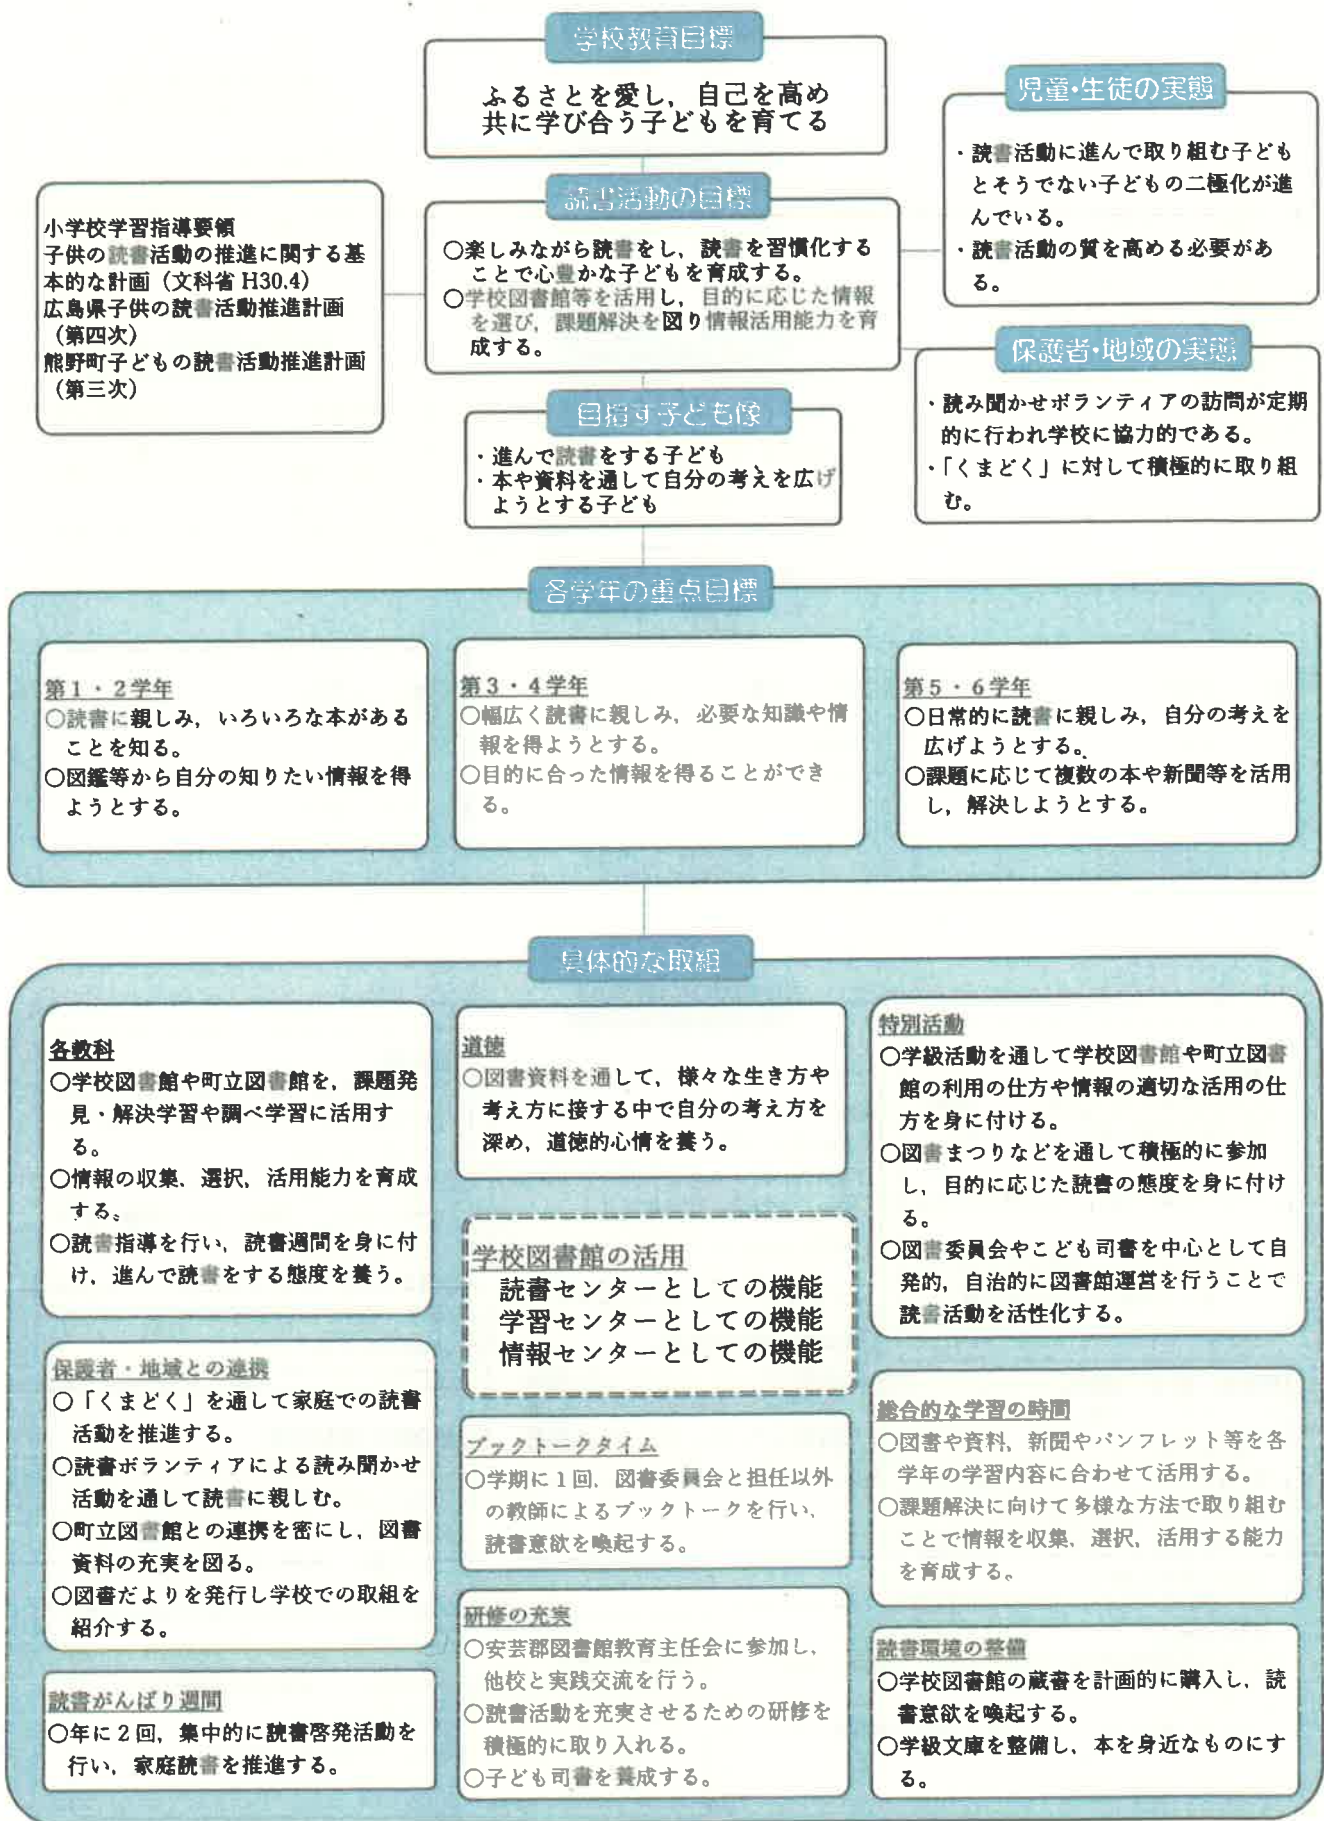 学校教育目標
ふるさとを愛し，自己を高め
共に学び合う子どもを育てる
児童・生徒の実態
・読書活動に進んで取り組む子ども
とそうでない子どもの二極化が進
んでいる。
・読書活動の質を高める必要があ
る。
読書活動の目標
○楽しみながら読書をし，読書を習慣化する
ことで心豊かな子どもを育成する。
○学校図書館等を活用し，目的に応じた情報
を選び，課題解決を図り情報活用能力を育
成する。
小学校学習指導要領
子供の読書活動の推進に関する基
本的な計画（文科省 H30.4）
広島県子供の読書活動推進計画
（第四次）
熊野町子どもの読書活動推進計画
（第三次）
保護者・地域の実態
・読み聞かせボランティアの訪問が定期
的に行われ学校に協力的である。
・「くまどく」に対して積極的に取り組
む。
目指す子ども像
・進んで読書をする子ども
・本や資料を通して自分の考えを広げ
ようとする子ども
各学年の重点目標
第１・２学年
○読書に親しみ，いろいろな本がある
ことを知る。
○図鑑等から自分の知りたい情報を得
ようとする。
第３・４学年
○幅広く読書に親しみ，必要な知識や情
報を得ようとする。
○目的に合った情報を得ることができ
る。
第５・６学年
○日常的に読書に親しみ，自分の考えを
広げようとする。
○課題に応じて複数の本や新聞等を活用
し，解決しようとする。
具体的な取組
各教科
○学校図書館や町立図書館を，課題発
見・解決学習や調べ学習に活用す
る。
○情報の収集，選択，活用能力を育成
する。
○読書指導を行い，読書週間を身に付
け，進んで読書をする態度を養う。
道徳
○図書資料を通して，様々な生き方や
考え方に接する中で自分の考え方を
深め，道徳的心情を養う。
特別活動
○学級活動を通して学校図書館や町立図書
館の利用の仕方や情報の適切な活用の仕
方を身に付ける。
○図書まつりなどを通して積極的に参加
し，目的に応じた読書の態度を身に付け
る。
○図書委員会やこども司書を中心として自
発的，自治的に図書館運営を行うことで
読書活動を活性化する。
学校図書館の活用
読書センターとしての機能
学習センターとしての機能
情報センターとしての機能
保護者・地域との連携
○「くまどく」を通して家庭での読書
活動を推進する。
○読書ボランティアによる読み聞かせ
活動を通して読書に親しむ。
○町立図書館との連携を密にし，図書
資料の充実を図る。
○図書だよりを発行し学校での取組を
紹介する。
ブックトークタイム
○学期に１回，図書委員会と担任以外
の教師によるブックトークを行い，
読書意欲を喚起する。
総合的な学習の時間
○図書や資料，新聞やパンフレット等を各
学年の学習内容に合わせて活用する。
○課題解決に向けて多様な方法で取り組む
ことで情報を収集，選択，活用する能力
を育成する。
読書がんばり週間
○年に２回，集中的に読書啓発活動を
行い，家庭読書を推進する。
研修の充実
○安芸郡図書館教育主任会に参加し，
他校と実践交流を行う。
○読書活動を充実させるための研修を
積極的に取り入れる。
○子ども司書を養成する。
読書環境の整備
○学校図書館の蔵書を計画的に購入し，読
書意欲を喚起する。
○学級文庫を整備し，本を身近なものにす
る。